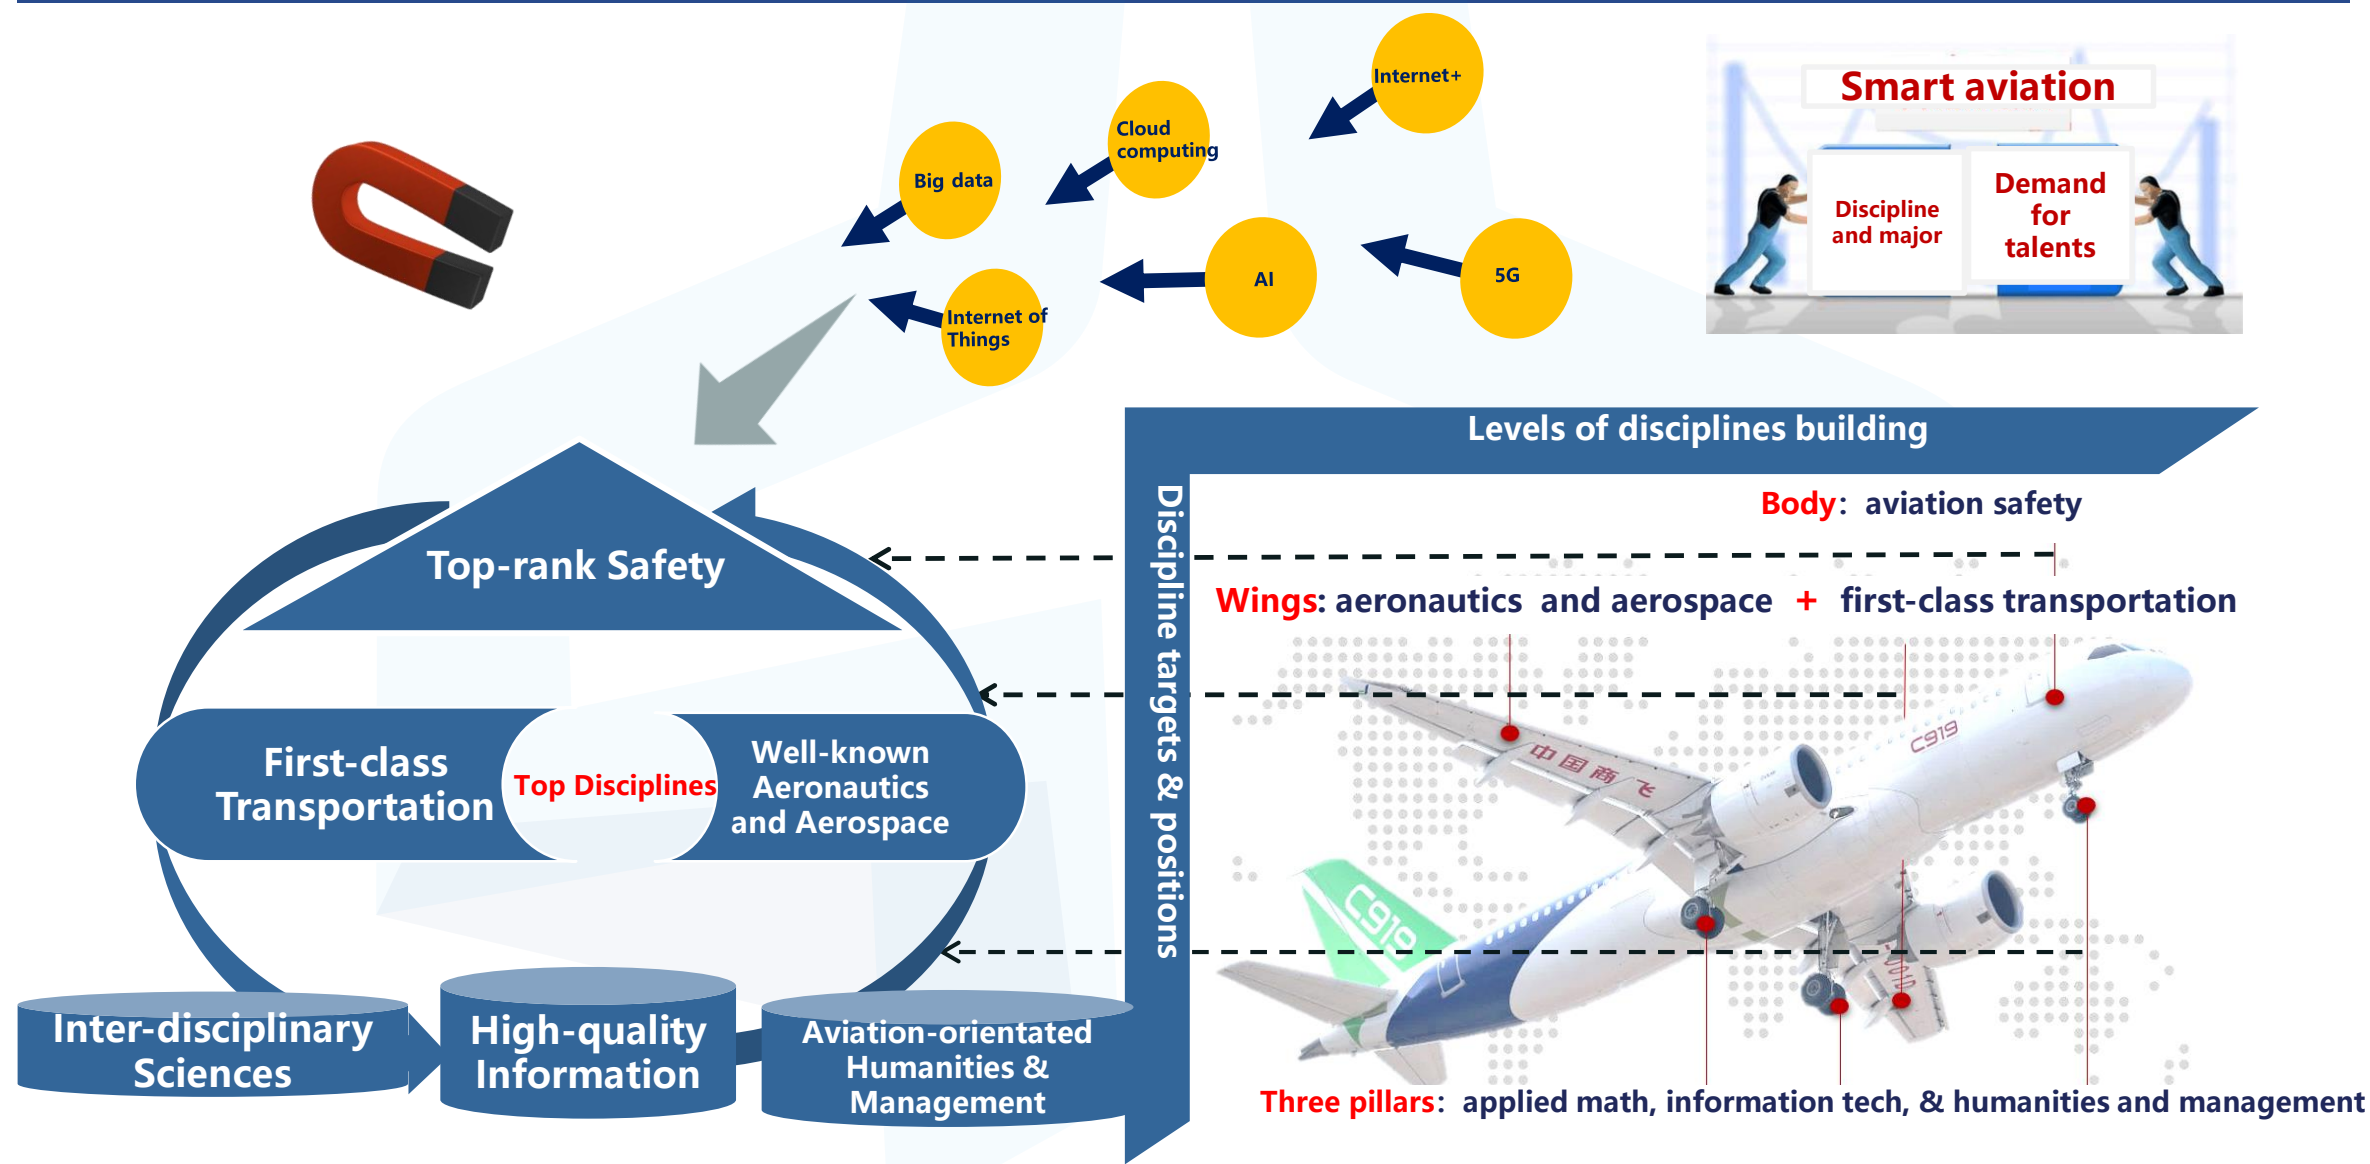 Internet+
Cloud
computing
Big data
Internet of
Things
AI
5G
Smart aviation
Discipline
and major
Demand
for
talents
Levels of disciplines building
Discipline targets & positions
Top-rank Safety
First-class
Transportation
Top Disciplines
Well-known
Aeronautics
and Aerospace
Inter-disciplinary
Sciences
High-quality
Information
Aviation-orientated
Humanities &
Management
Body: aviation safety
Wings: aeronautics and aerospace + first-class transportation
C919
中国商飞
C919
Three pillars: applied math, information tech, & humanities and management